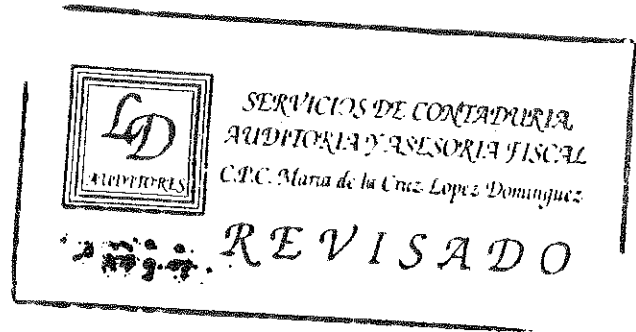 LD
AUDITORES
SERVICIOS DE CONTADURIA
AUDITORIA Y ASESORIA FISCAL
C.P.C. Maria de la Cruz Lopez Dominguez
REVISADO